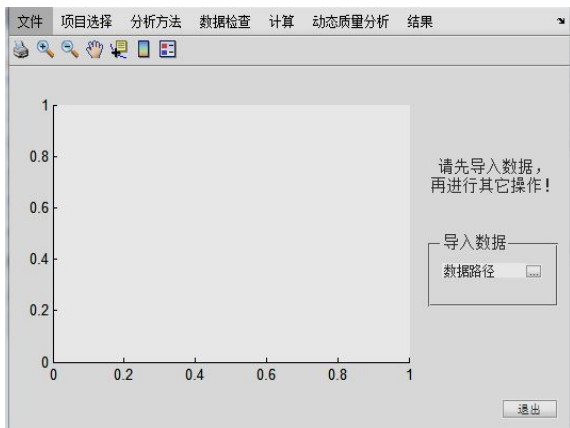 文件 项目选择 分析方法 数据检查 计算 动态质量分析 结果
1
0.8
0.6
0.4
0.2
0
0 0.2 0.4 0.6 0.8 1
请先导入数据，
再进行其它操作！
导入数据
数据路径 ...
退出